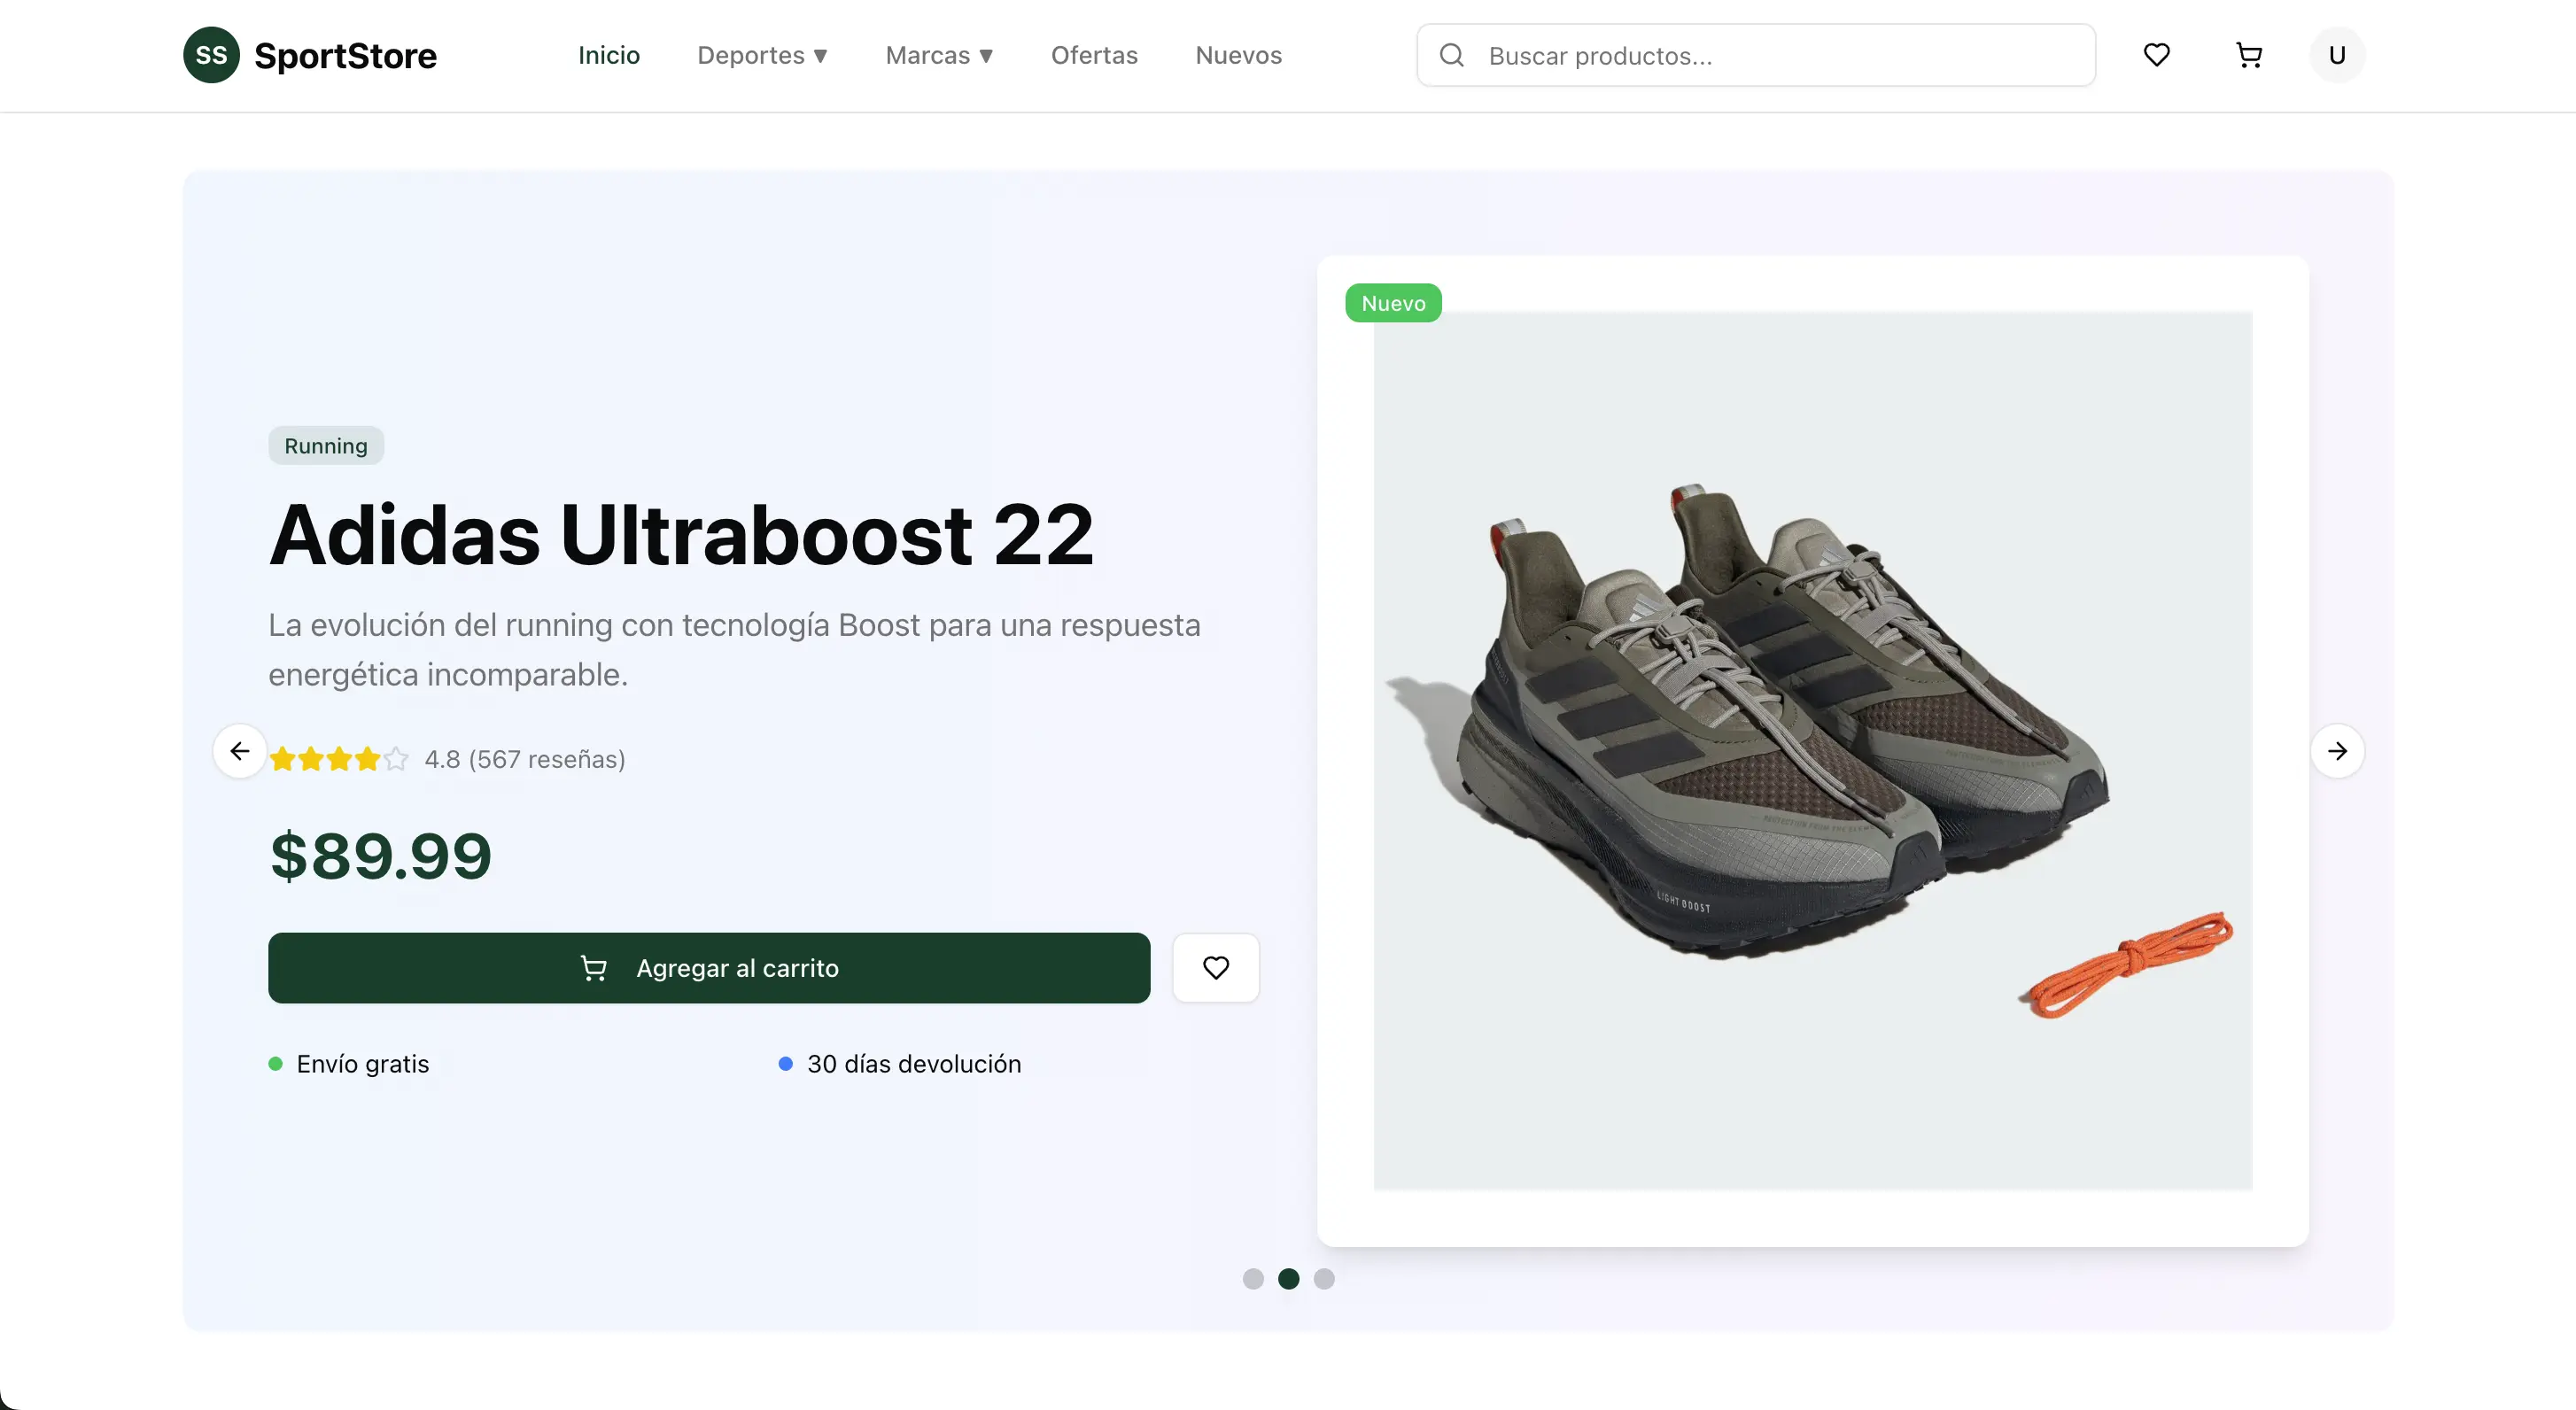 SS SportStore Inicio Deportes ▼ Marcas ▼ Ofertas Nuevos Buscar productos... U
Nuevo
Running
Adidas Ultraboost 22
La evolución del running con tecnología Boost para una respuesta
energética incomparable.
4.8 (567 reseñas)
$89.99
Agregar al carrito
Envío gratis 30 días devolución
LIGHT BOOST